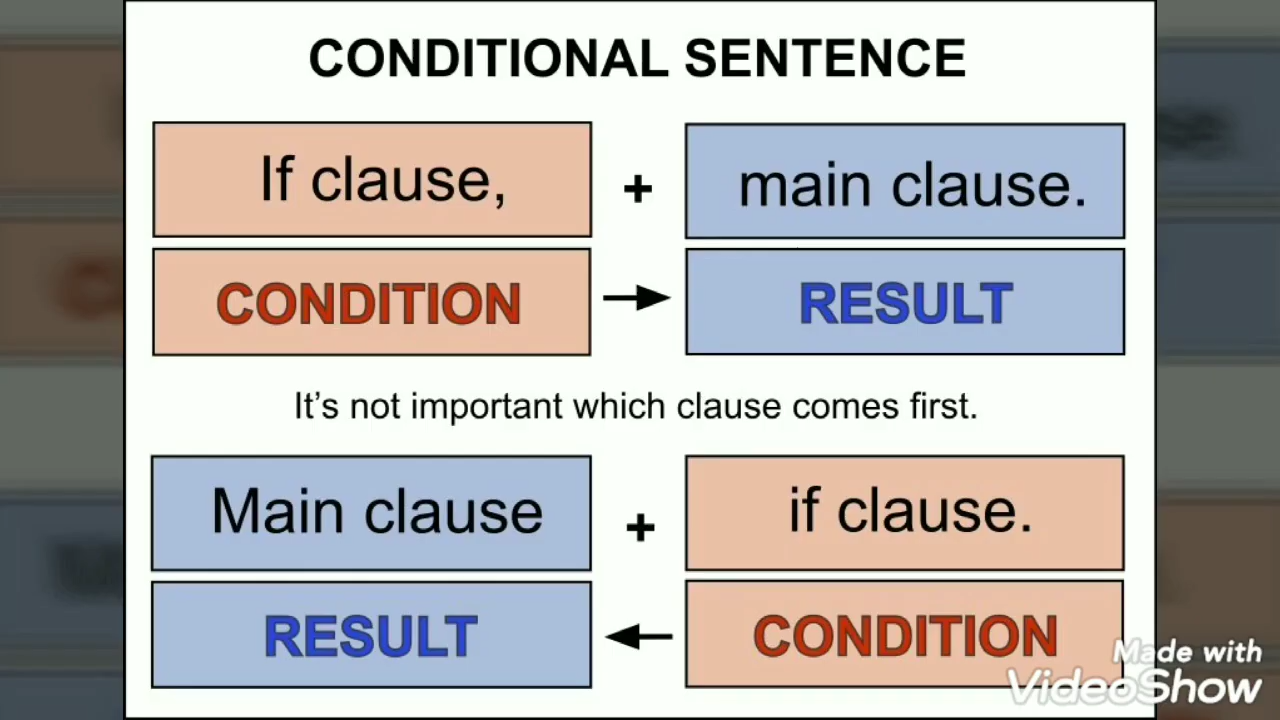 CONDITIONAL SENTENCE
If clause, + main clause.
CONDITION → RESULT
It’s not important which clause comes first.
Main clause + if clause.
RESULT ← CONDITION
Made with
VideoShow